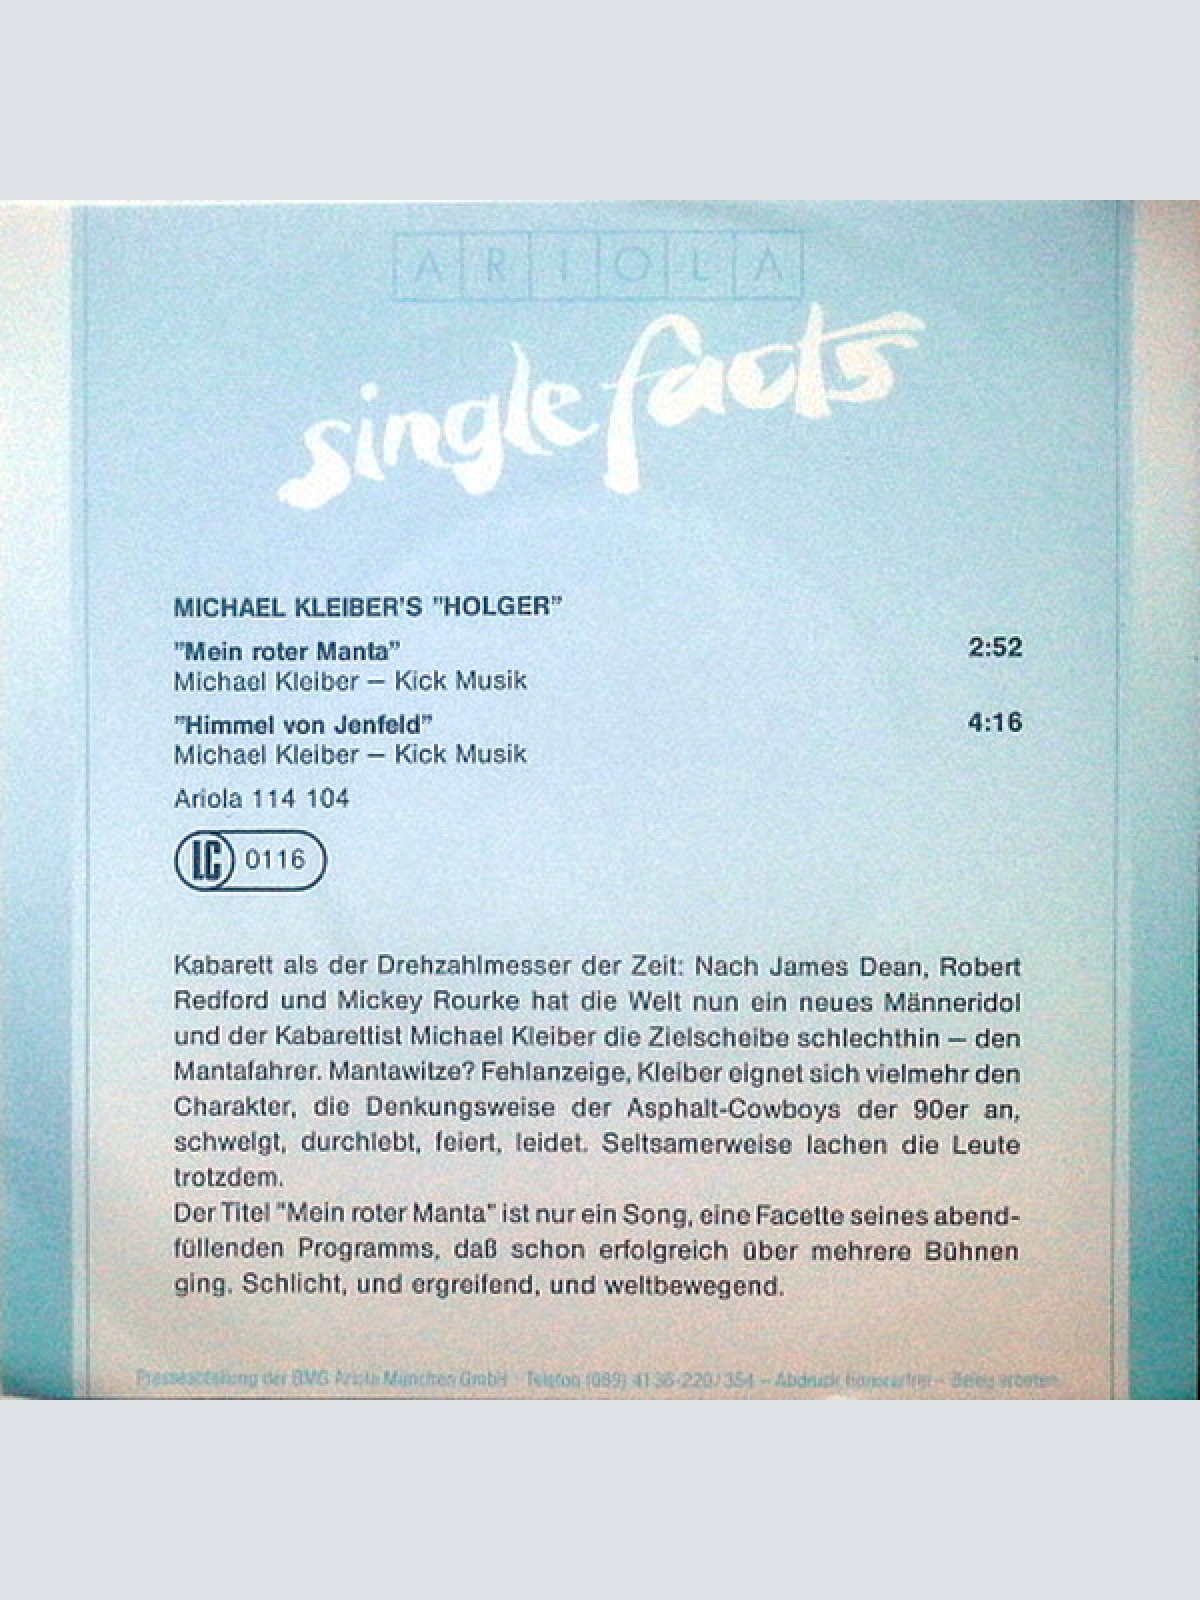 ARIOLA
single facts
MICHAEL KLEIBER'S "HOLGER"
"Mein roter Manta" 2:52
Michael Kleiber – Kick Musik
"Himmel von Jenfeld" 4:16
Michael Kleiber – Kick Musik
Ariola 114 104
LC 0116
Kabarett als der Drehzahlmesser der Zeit: Nach James Dean, Robert
Redford und Mickey Rourke hat die Welt nun ein neues Männeridol
und der Kabarettist Michael Kleiber die Zielscheibe schlechthin – den
Mantafahrer. Mantawitze? Fehlanzeige, Kleiber eignet sich vielmehr den
Charakter, die Denkungsweise der Asphalt-Cowboys der 90er an,
schwelgt, durchlebt, feiert, leidet. Seltsamerweise lachen die Leute
trotzdem.
Der Titel "Mein roter Manta" ist nur ein Song, eine Facette seines abend-
füllenden Programms, daß schon erfolgreich über mehrere Bühnen
ging. Schlicht, und ergreifend, und weltbewegend.
Presseabteilung der BMG Ariola München GmbH · Telefon (089) 41 36-220/354 – Abdruck honorarfrei – Beleg erbeten